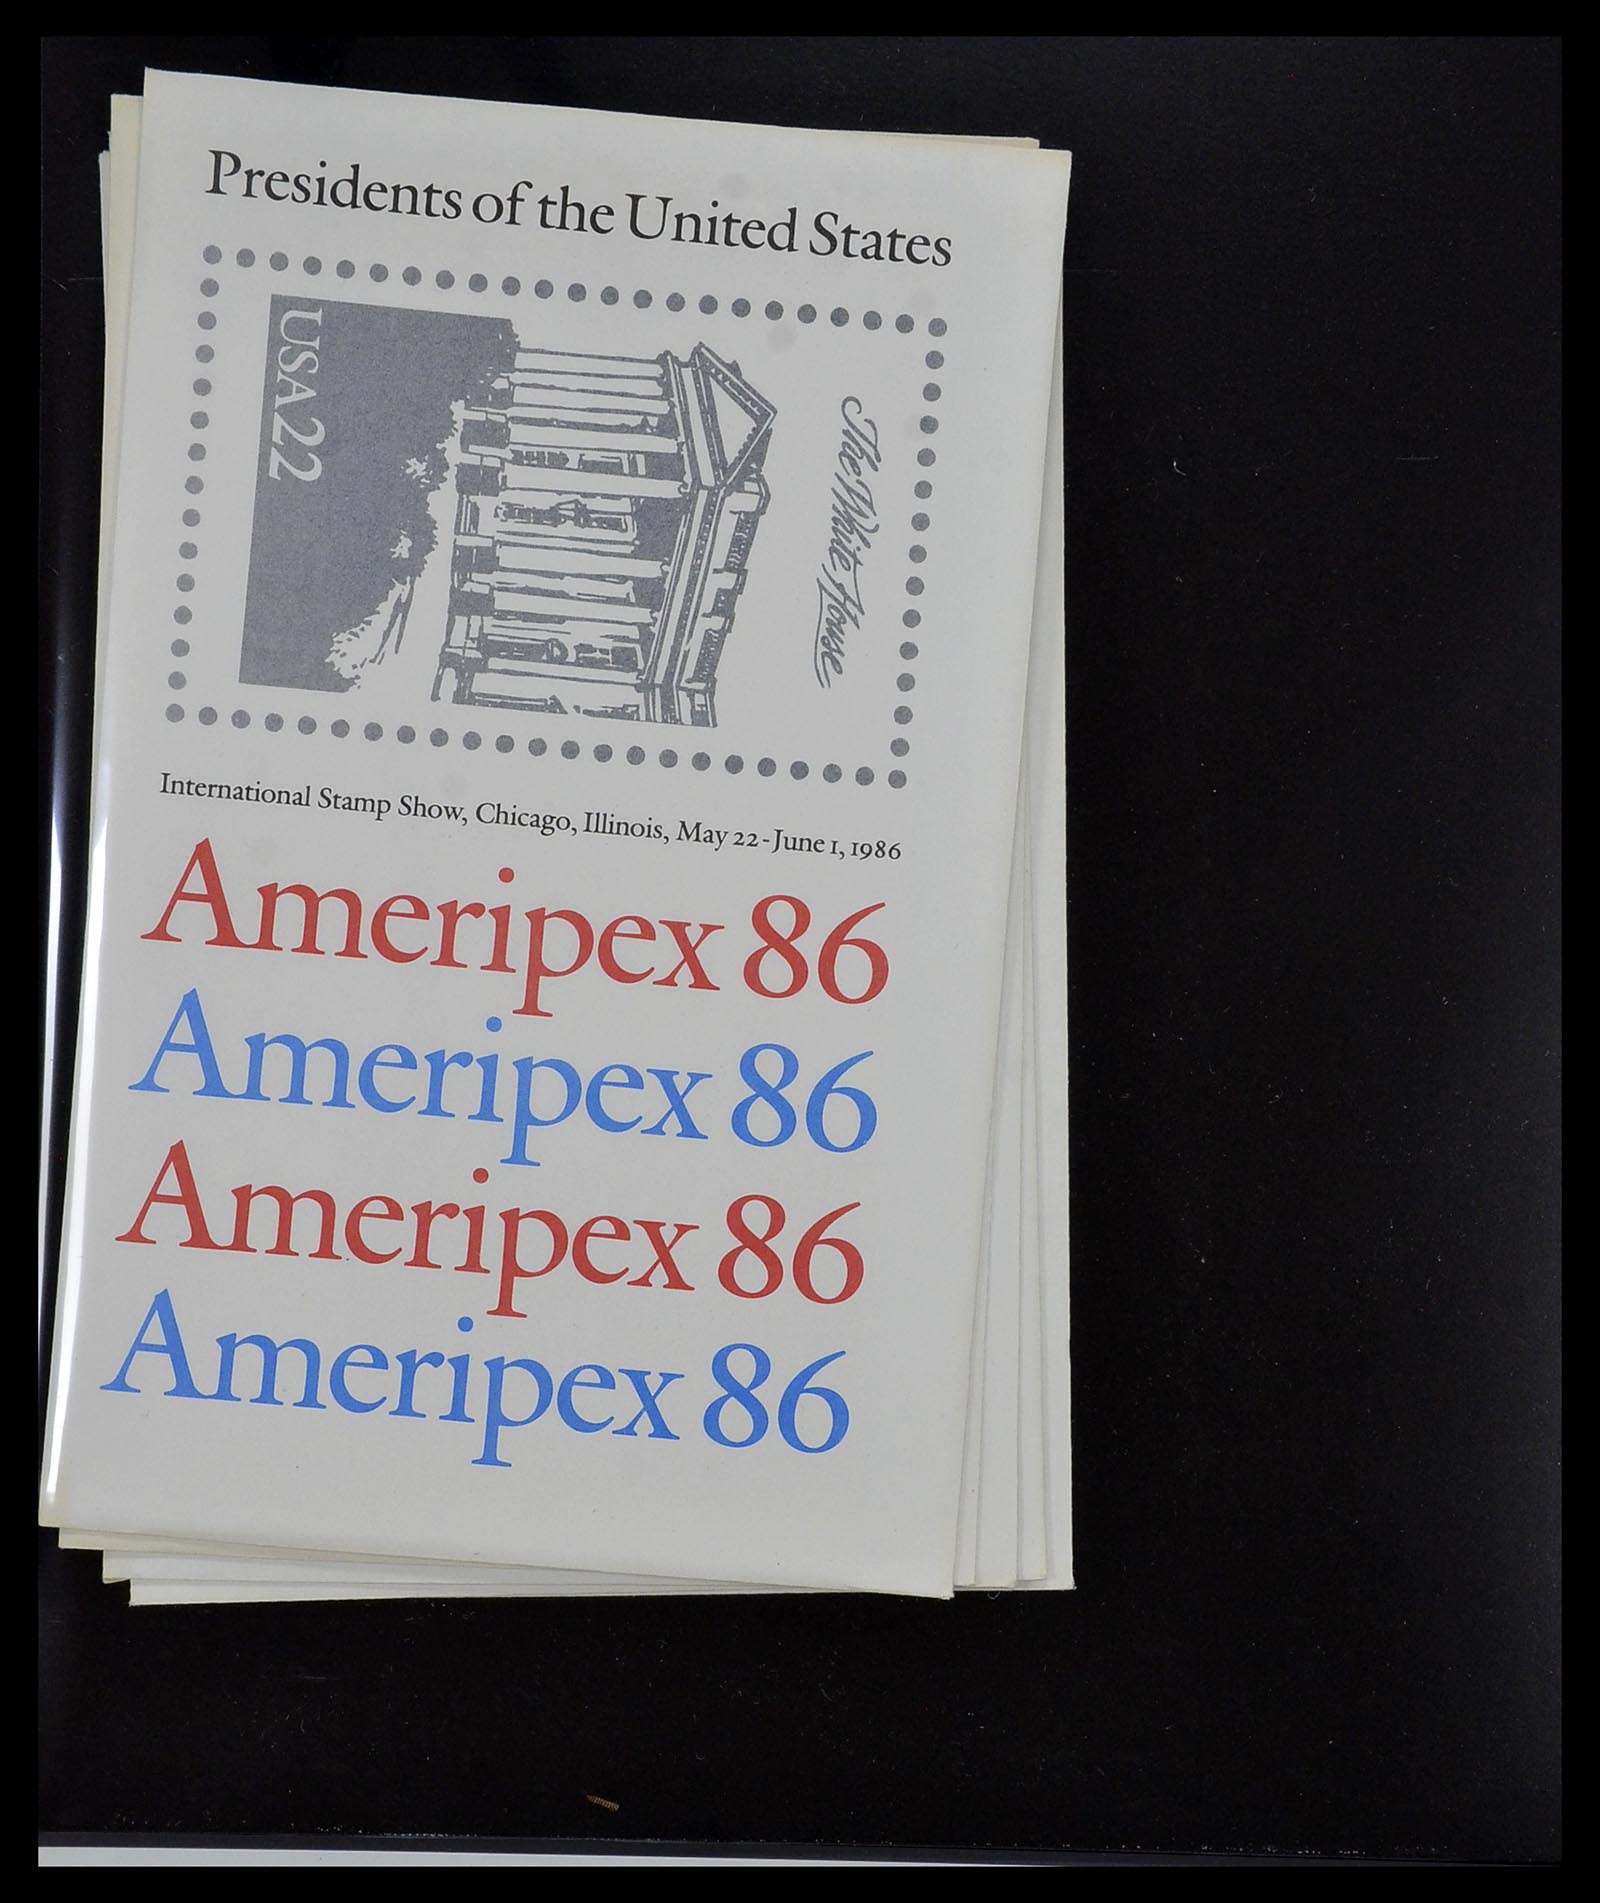 Presidents of the United States
USA 22
The White House
International Stamp Show, Chicago, Illinois, May 22 - June 1, 1986
Ameripex 86
Ameripex 86
Ameripex 86
Ameripex 86